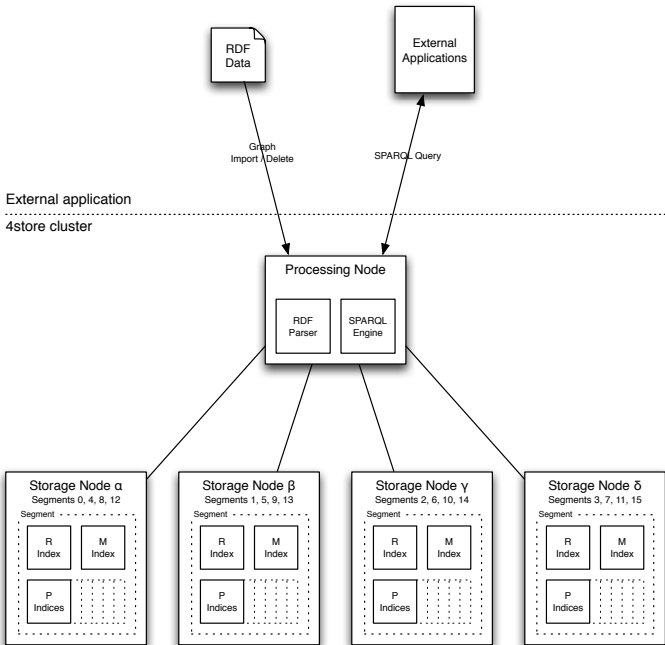 RDF
Data
External
Applications
Graph
Import / Delete
SPARQL Query
External application
4store cluster
Processing Node
RDF
Parser
SPARQL
Engine
Storage Node α
Segments 0, 4, 8, 12
Segment
R
Index
M
Index
P
Indices
Storage Node β
Segments 1, 5, 9, 13
Segment
R
Index
M
Index
P
Indices
Storage Node γ
Segments 2, 6, 10, 14
Segment
R
Index
M
Index
P
Indices
Storage Node δ
Segments 3, 7, 11, 15
Segment
R
Index
M
Index
P
Indices